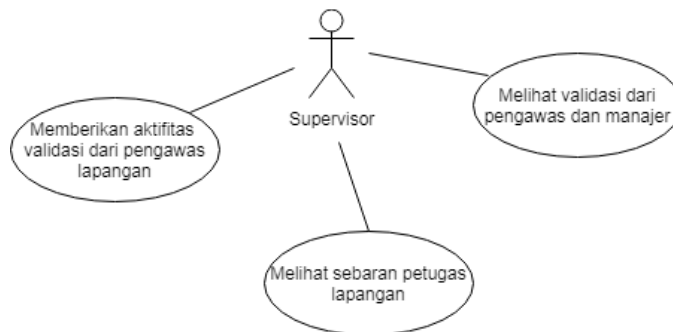 Supervisor
Memberikan aktifitas
validasi dari pengawas
lapangan
Melihat validasi dari
pengawas dan manajer
Melihat sebaran petugas
lapangan